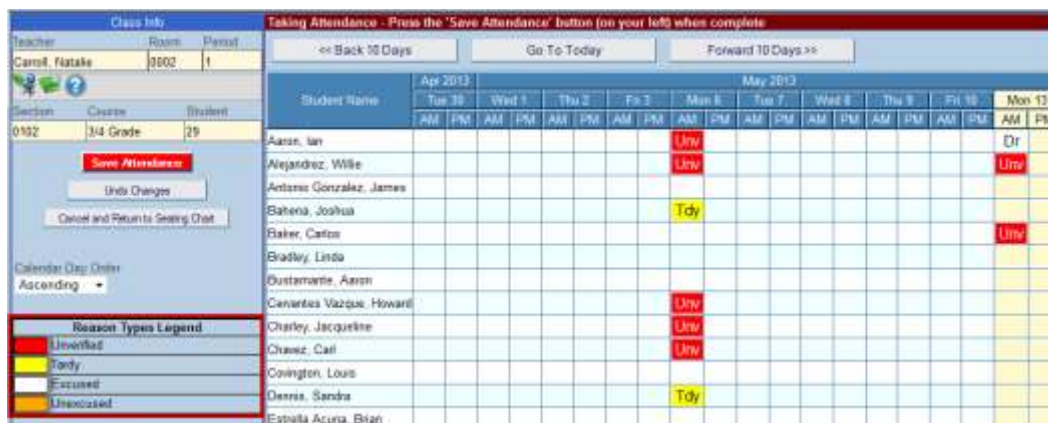 Class Info
Teacher Room Period
Carroll, Natalie 0002 1
Section Course Student
0102 3/4 Grade 29
Save Attendance
Undo Changes
Cancel and Return to Seating Chart
Calendar Day Order
Ascending
Reason Types Legend
Unverified
Tardy
Excused
Unexcused
Taking Attendance - Press the 'Save Attendance' button (on your left) when complete
<< Back 10 Days Go To Today Forward 10 Days >>
Apr 2013 May 2013
Student Name Tue 30 Wed 1 Thu 2 Fri 3 Mon 6 Tue 7 Wed 8 Thu 9 Fri 10 Mon 13
AM PM AM PM AM PM AM PM AM PM AM PM AM PM AM PM AM PM AM PM
Aaron, Ian Unv Dr
Alejandrez, Willie Unv Unv
Antonio Gonzalez, James
Bahena, Joshua Tdy
Baker, Carlos Unv
Bradley, Linda
Bustamante, Aaron
Cervantes Vazque, Howard Unv
Charley, Jacqueline Unv
Chavez, Carl Unv
Covington, Louis
Dennis, Sandra Tdy
Estrella Acuna, Brian